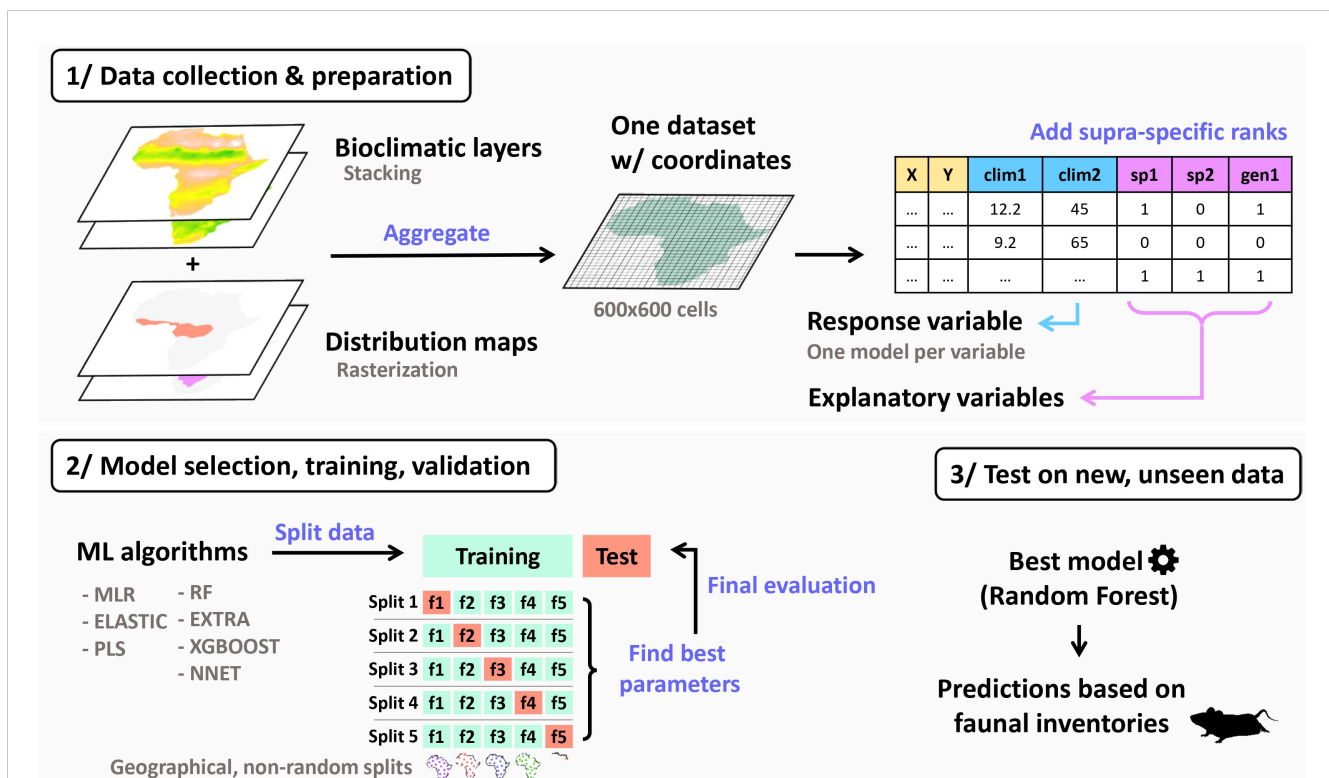 1/ Data collection & preparation
Bioclimatic layers
Stacking
+
Distribution maps
Rasterization
Aggregate
One dataset
w/ coordinates
600x600 cells
Add supra-specific ranks
X Y clim1 clim2 sp1 sp2 gen1
... ... 12.2 45 1 0 1
... ... 9.2 65 0 0 0
... ... ... ... 1 1 1
Response variable
One model per variable
Explanatory variables
2/ Model selection, training, validation
ML algorithms
- MLR
- ELASTIC
- PLS
- RF
- EXTRA
- XGBOOST
- NNET
Split data
Training Test
Split 1 f1 f2 f3 f4 f5
Split 2 f1 f2 f3 f4 f5
Split 3 f1 f2 f3 f4 f5
Split 4 f1 f2 f3 f4 f5
Split 5 f1 f2 f3 f4 f5
Geographical, non-random splits
Find best
parameters
Final evaluation
3/ Test on new, unseen data
Best model
(Random Forest)
Predictions based on
faunal inventories